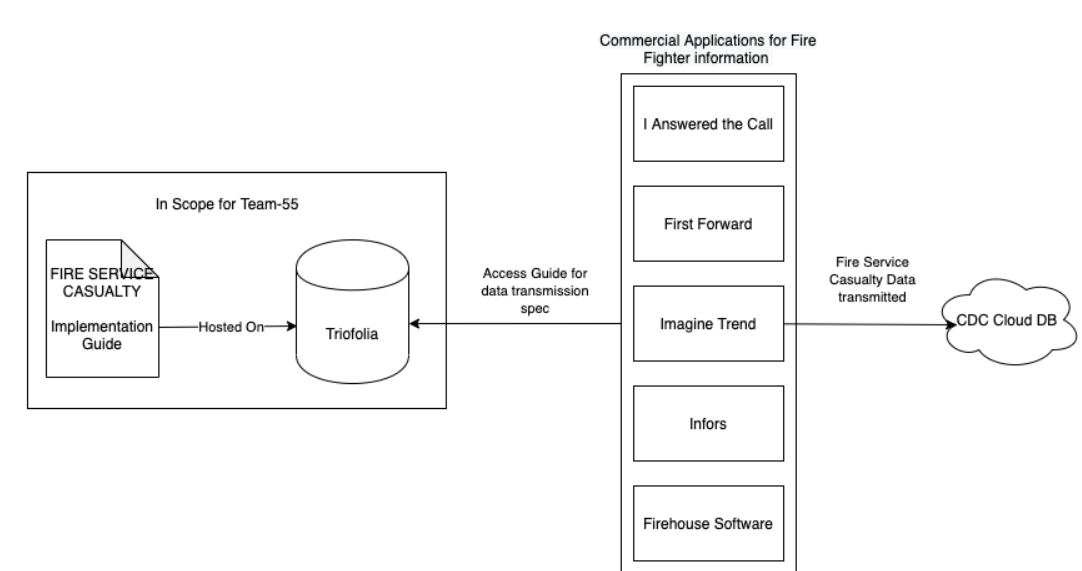 Commercial Applications for Fire
Fighter information
I Answered the Call
In Scope for Team-55
First Forward
FIRE SERVICE
CASUALTY
Implementation
Guide
Hosted On
Triofolia
Access Guide for
data transmission
spec
Imagine Trend
Fire Service
Casualty Data
transmitted
CDC Cloud DB
Infors
Firehouse Software